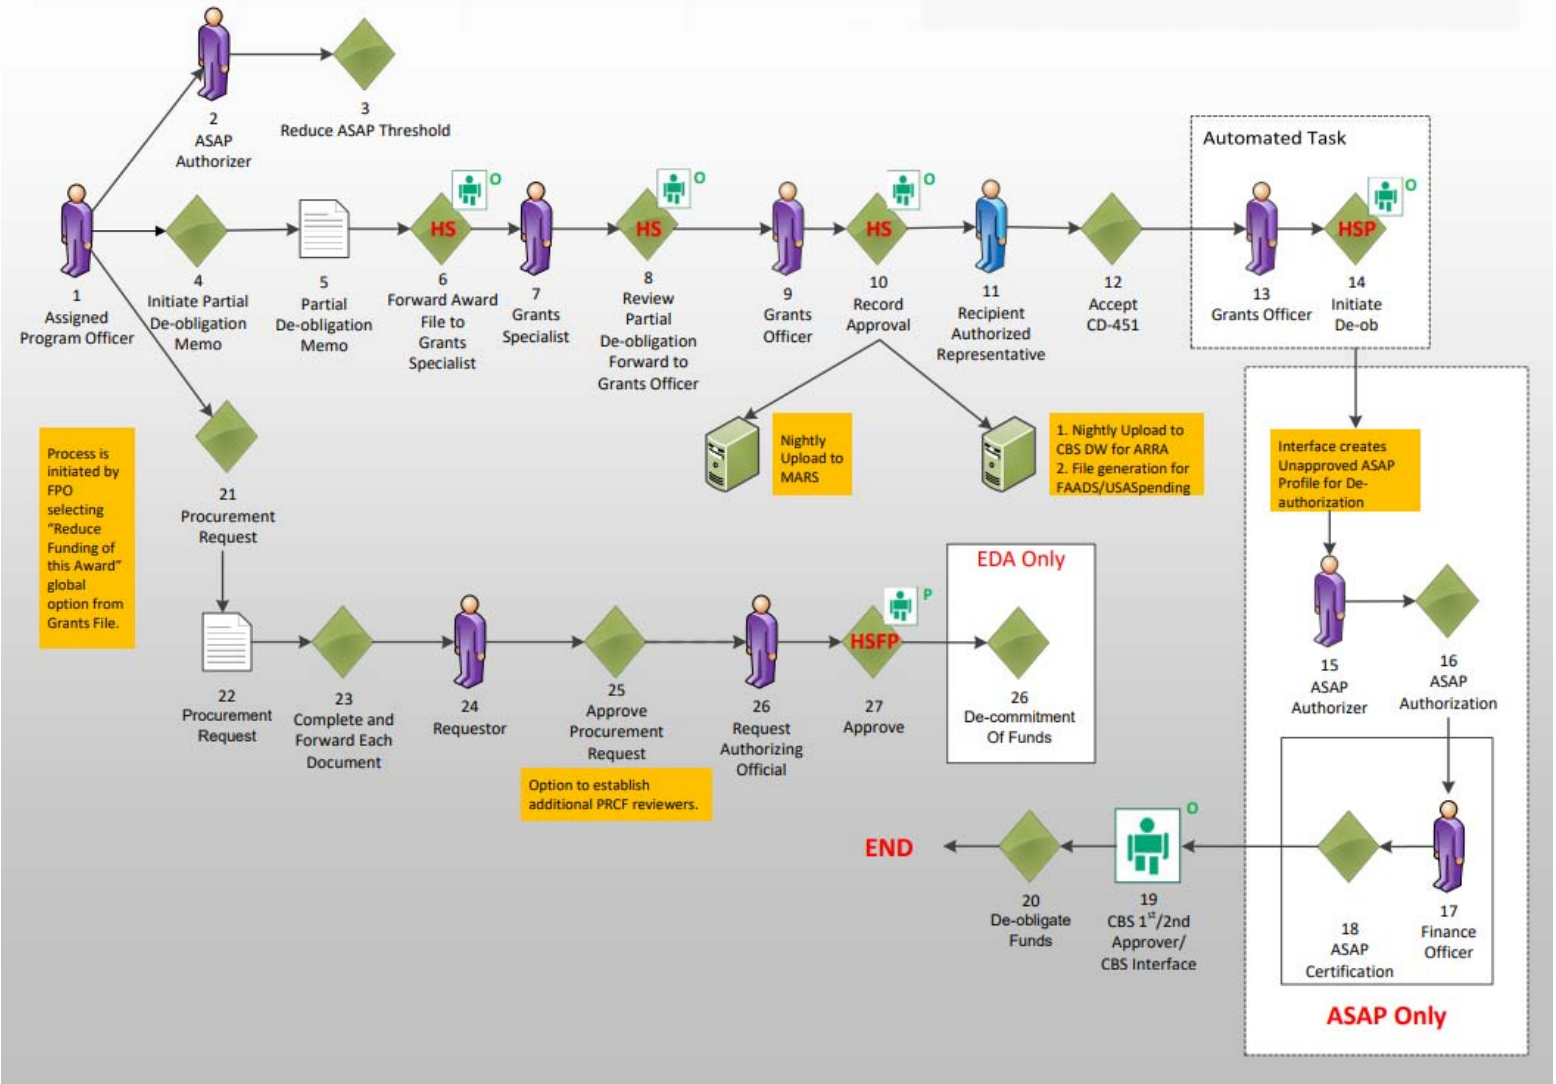 2
ASAP
Authorizer
3
Reduce ASAP Threshold
Automated Task
1
Assigned
Program Officer
4
Initiate Partial
De-obligation
Memo
5
Partial
De-obligation
Memo
HS
O
6
Forward Award
File to
Grants
Specialist
7
Grants
Specialist
HS
O
8
Review
Partial
De-obligation
Forward to
Grants Officer
9
Grants
Officer
HS
O
10
Record
Approval
11
Recipient
Authorized
Representative
12
Accept
CD-451
13
Grants Officer
HSP
O
14
Initiate
De-ob
Nightly
Upload to
MARS
1. Nightly Upload to
CBS DW for ARRA
2. File generation for
FAADS/USASpending
Interface creates
Unapproved ASAP
Profile for De-
authorization
Process is
initiated by
FPO
selecting
“Reduce
Funding of
this Award”
global
option from
Grants File.
21
Procurement
Request
22
Procurement
Request
23
Complete and
Forward Each
Document
24
Requestor
25
Approve
Procurement
Request
Option to establish
additional PRCF reviewers.
26
Request
Authorizing
Official
HSFP
P
27
Approve
EDA Only
26
De-commitment
Of Funds
15
ASAP
Authorizer
16
ASAP
Authorization
17
Finance
Officer
18
ASAP
Certification
ASAP Only
O
19
CBS 1st/2nd
Approver/
CBS Interface
20
De-obligate
Funds
END